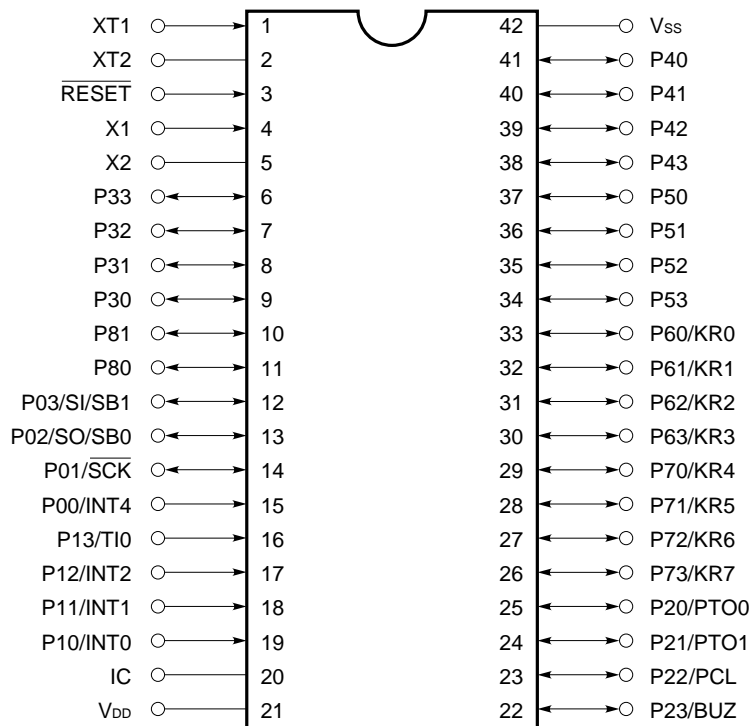 XT1 1 42 Vss
XT2 2 41 P40
RESET 3 40 P41
X1 4 39 P42
X2 5 38 P43
P33 6 37 P50
P32 7 36 P51
P31 8 35 P52
P30 9 34 P53
P81 10 33 P60/KR0
P80 11 32 P61/KR1
P03/SI/SB1 12 31 P62/KR2
P02/SO/SB0 13 30 P63/KR3
P01/SCK 14 29 P70/KR4
P00/INT4 15 28 P71/KR5
P13/TI0 16 27 P72/KR6
P12/INT2 17 26 P73/KR7
P11/INT1 18 25 P20/PTO0
P10/INT0 19 24 P21/PTO1
IC 20 23 P22/PCL
VDD 21 22 P23/BUZ